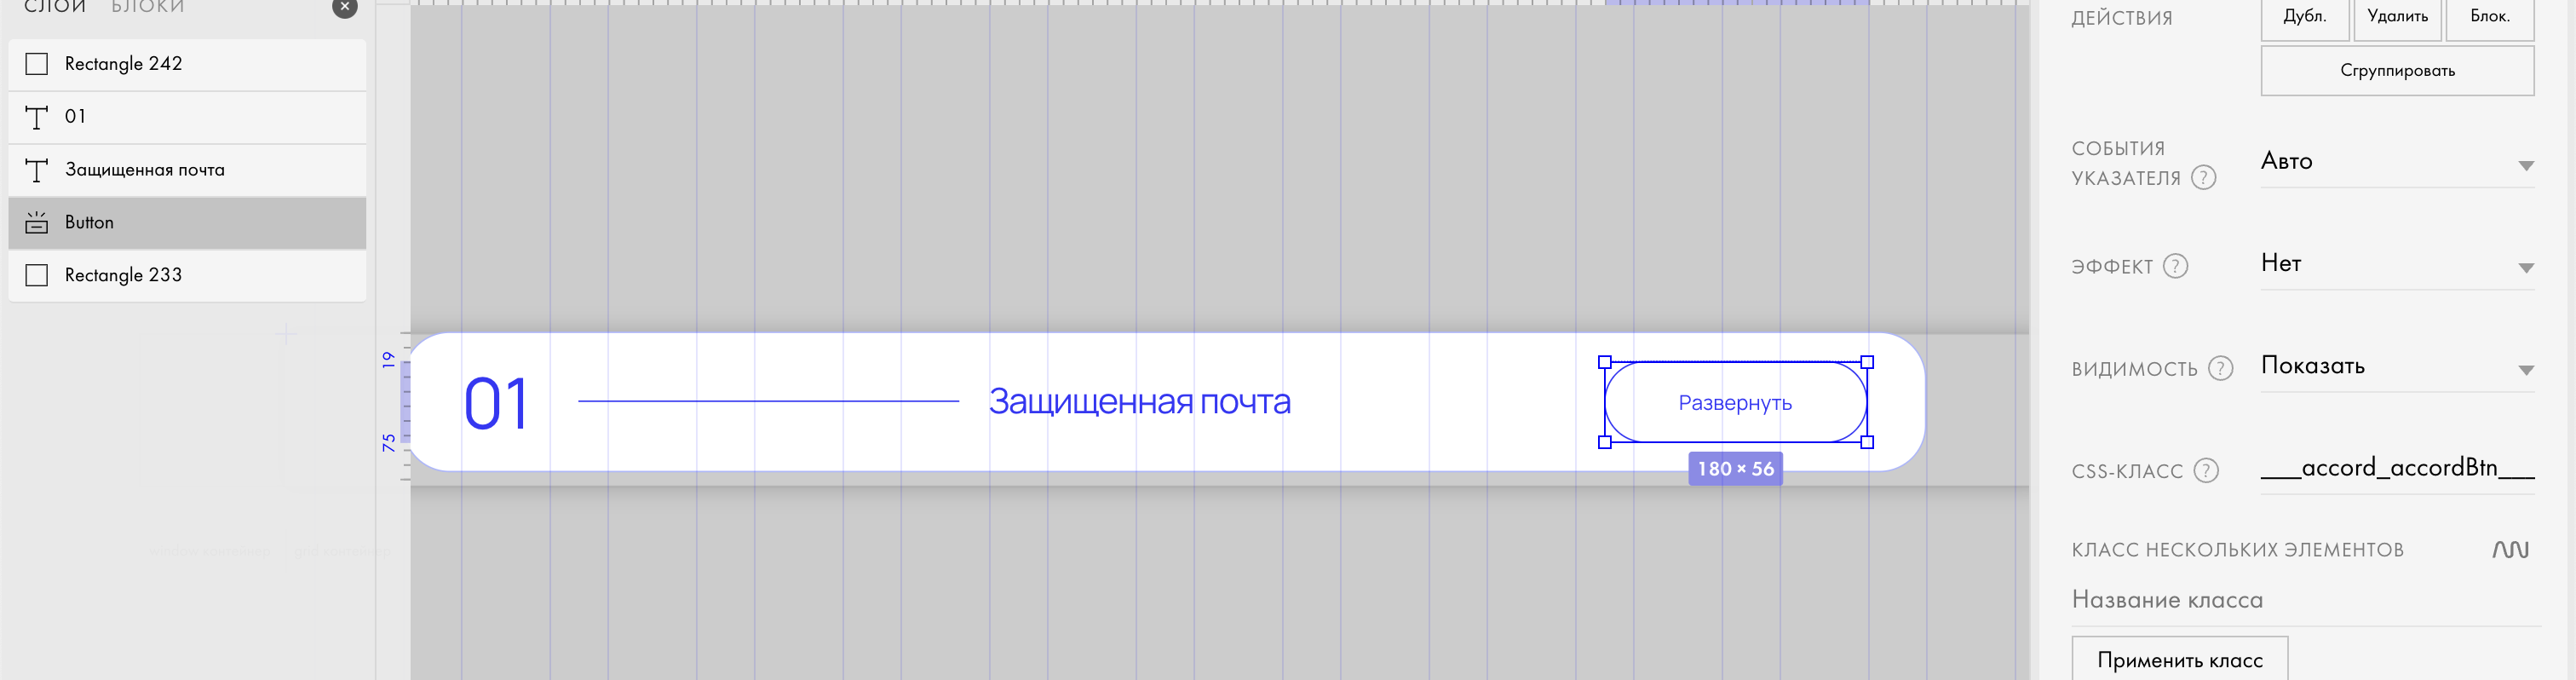 СЛОИ БЛОКИ
Rectangle 242
01
Защищенная почта
Button
Rectangle 233
19
75
01
Защищенная почта
Развернуть
180 × 56
ДЕЙСТВИЯ
Дубл. Удалить Блок.
Сгруппировать
СОБЫТИЯ
УКАЗАТЕЛЯ ?
Авто
ЭФФЕКТ ?
Нет
ВИДИМОСТЬ ?
Показать
CSS-КЛАСС ?
___accord_accordBtn___
КЛАСС НЕСКОЛЬКИХ ЭЛЕМЕНТОВ
Название класса
Применить класс